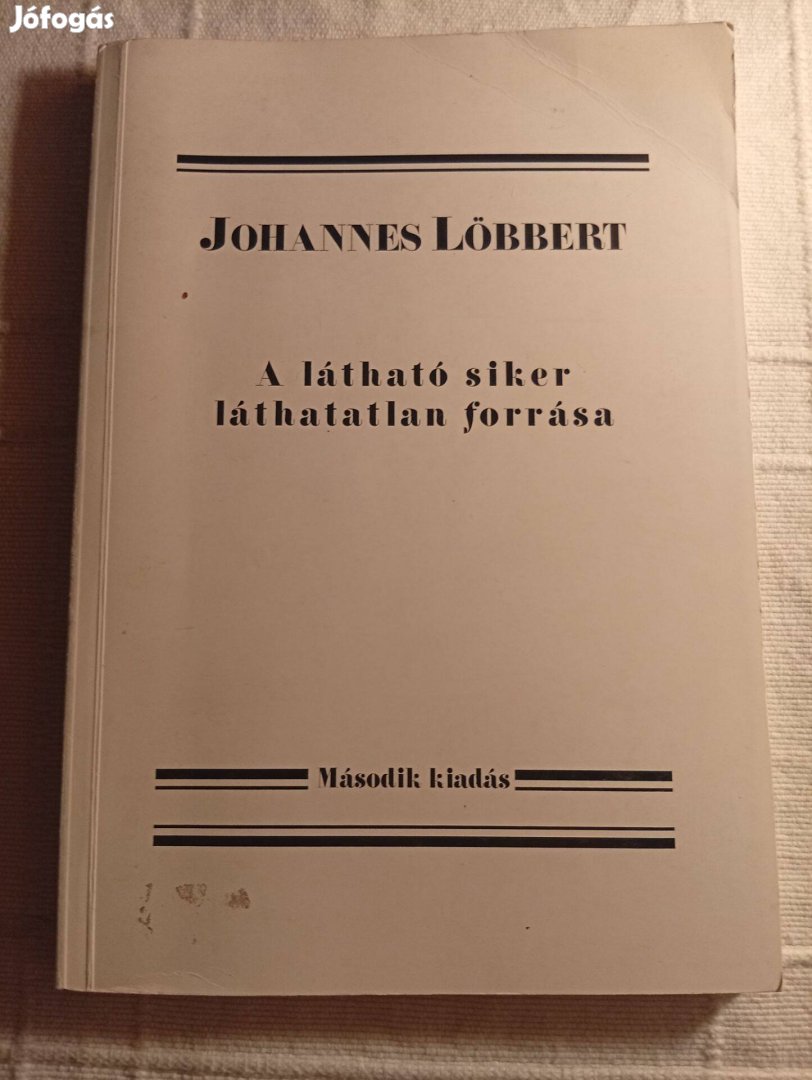 Jófogás
JOHANNES LÖBBERT
A látható siker
láthatatlan forrása
Második kiadás